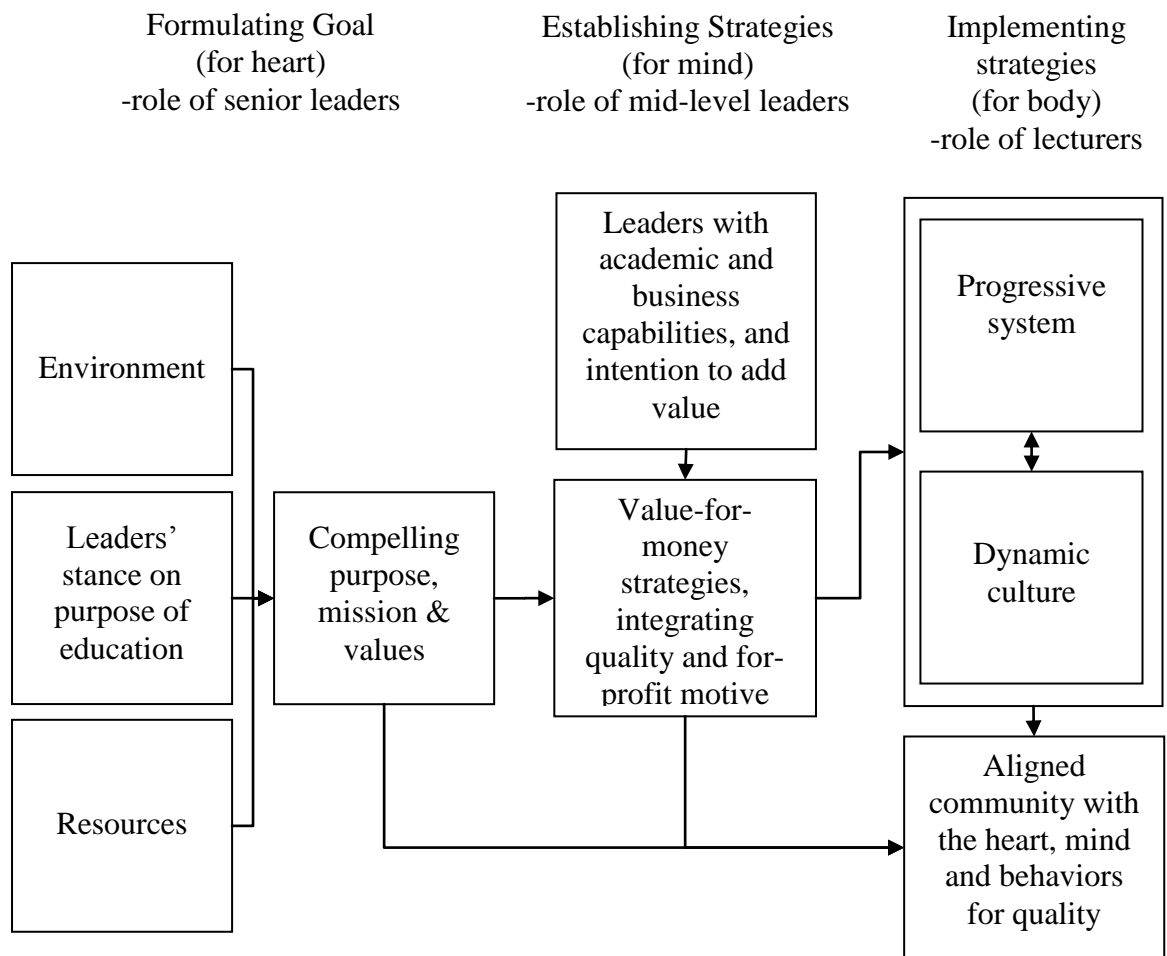 Formulating Goal
(for heart)
-role of senior leaders
Establishing Strategies
(for mind)
-role of mid-level leaders
Implementing
strategies
(for body)
-role of lecturers
Environment
Leaders’
stance on
purpose of
education
Resources
Compelling
purpose,
mission &
values
Leaders with
academic and
business
capabilities, and
intention to add
value
Value-for-
money
strategies,
integrating
quality and for-
profit motive
Progressive
system
Dynamic
culture
Aligned
community with
the heart, mind
and behaviors
for quality